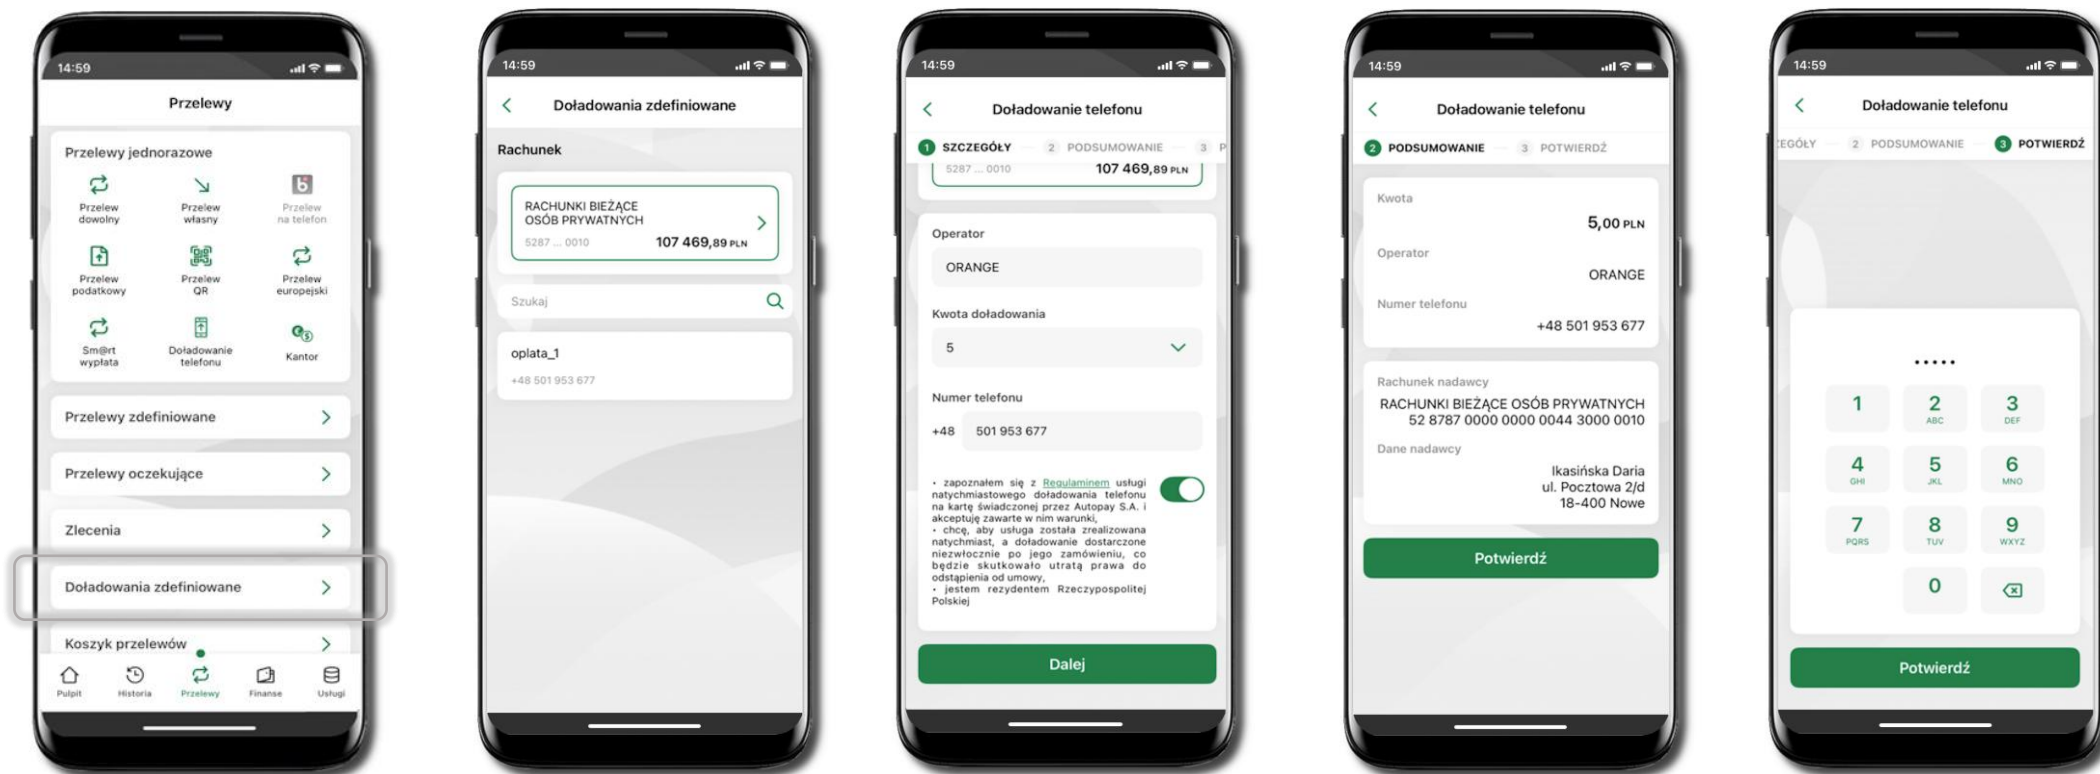 14:59
Przelewy
Przelewy jednorazowe
Przelew
dowolny
Przelew
własny
Przelew
na telefon
Przelew
podatkowy
Przelew
QR
Przelew
europejski
Sm@rt
wypłata
Doładowanie
telefonu
Kantor
Przelewy zdefiniowane
Przelewy oczekujące
Zlecenia
Doładowania zdefiniowane
Koszyk przelewów
Pulpit
Historia
Przelewy
Finanse
Usługi
14:59
Doładowania zdefiniowane
Rachunek
RACHUNKI BIEŻĄCE
OSÓB PRYWATNYCH
5287 ... 0010 107 469,89 PLN
Szukaj
oplata_1
+48 501 953 677
14:59
Doładowanie telefonu
1 SZCZEGÓŁY 2 PODSUMOWANIE 3 P
5287 ... 0010 107 469,89 PLN
Operator
ORANGE
Kwota doładowania
5
Numer telefonu
+48 501 953 677
• zapoznałem się z Regulaminem usługi
natychmiastowego doładowania telefonu
na kartę świadczonej przez Autopay S.A. i
akceptuję zawarte w nim warunki,
• chcę, aby usługa została zrealizowana
natychmiast, a doładowanie dostarczone
niezwłocznie po jego zamówieniu, co
będzie skutkowało utratą prawa do
odstąpienia od umowy,
• jestem rezydentem Rzeczypospolitej
Polskiej
Dalej
14:59
Doładowanie telefonu
2 PODSUMOWANIE 3 POTWIERDŹ
Kwota
5,00 PLN
Operator
ORANGE
Numer telefonu
+48 501 953 677
Rachunek nadawcy
RACHUNKI BIEŻĄCE OSÓB PRYWATNYCH
52 8787 0000 0000 0044 3000 0010
Dane nadawcy
Ikasińska Daria
ul. Pocztowa 2/d
18-400 Nowe
Potwierdź
14:59
Doładowanie telefonu
EGÓŁY 2 PODSUMOWANIE 3 POTWIERDŹ
•••••
1 2 3
ABC DEF
4 5 6
GHI JKL MNO
7 8 9
PQRS TUV WXYZ
0
Potwierdź